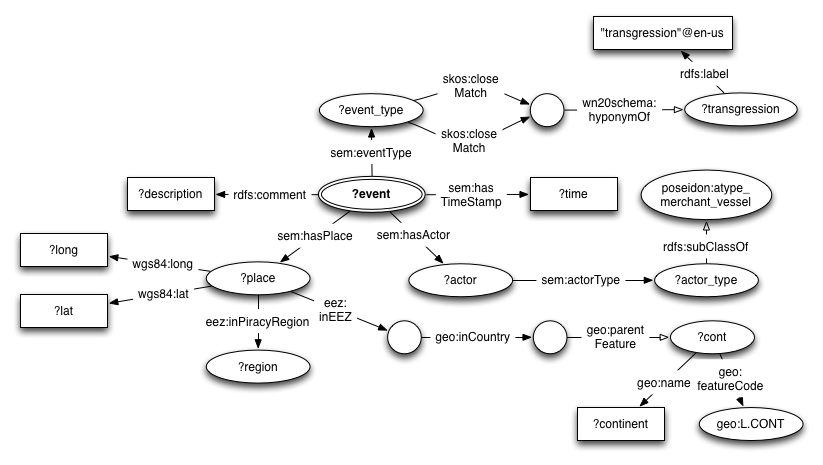 "transgression"@en-us
rdfs:label
skos:close
Match
?event_type
wn20schema:
hyponymOf
?transgression
skos:close
Match
sem:eventType
?description
rdfs:comment
?event
sem:has
TimeStamp
?time
poseidon:atype_
merchant_vessel
sem:hasPlace
sem:hasActor
rdfs:subClassOf
?long
wgs84:long
?place
?actor
sem:actorType
?actor_type
wgs84:lat
?lat
eez:
inEEZ
eez:inPiracyRegion
geo:inCountry
geo:parent
Feature
?cont
?region
geo:name
geo:
featureCode
?continent
geo:L.CONT